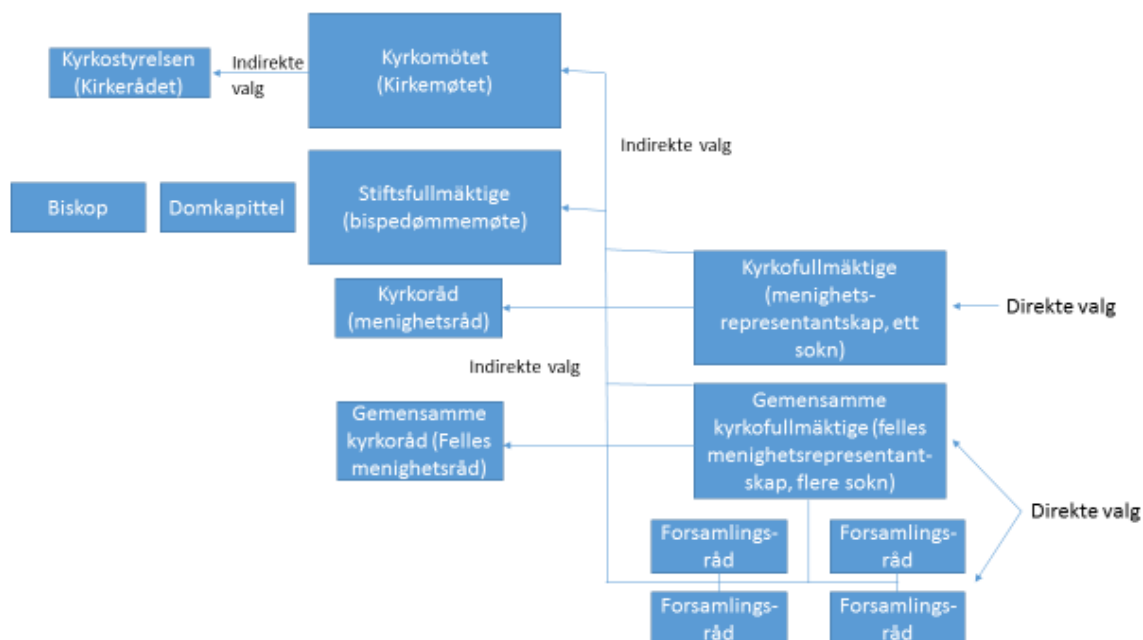 Kyrkostyrelsen
(Kirkerådet)
Indirekte
valg
Kyrkomötet
(Kirkemøtet)
Indirekte valg
Biskop
Domkapittel
Stiftsfullmäktige
(bispedømmemøte)
Kyrkoråd
(menighetsråd)
Kyrkofullmäktige
(menighets-
representantskap, ett
sokn)
Direkte valg
Indirekte valg
Gemensamme
kyrkoråd (Felles
menighetsråd)
Gemensamme
kyrkofullmäktige (felles
menighetsrepresentant-
skap, flere sokn)
Direkte valg
Forsamlings-
råd
Forsamlings-
råd
Forsamlings-
råd
Forsamlings-
råd